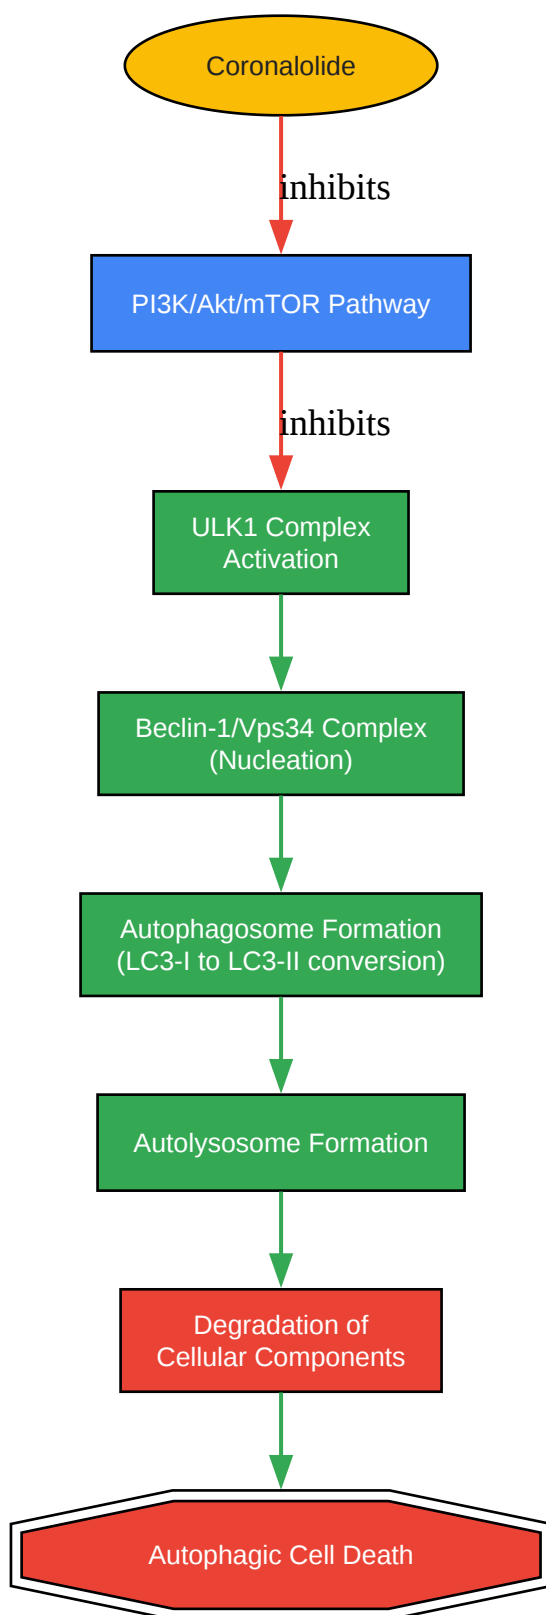 Coronalolide
inhibits
PI3K/Akt/mTOR Pathway
inhibits
ULK1 Complex
Activation
Beclin-1/Vps34 Complex
(Nucleation)
Autophagosome Formation
(LC3-I to LC3-II conversion)
Autolysosome Formation
Degradation of
Cellular Components
Autophagic Cell Death